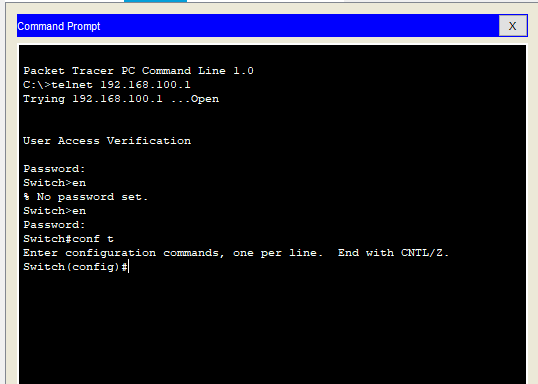 Command Prompt
X
Packet Tracer PC Command Line 1.0
C:\>telnet 192.168.100.1
Trying 192.168.100.1 ...Open
User Access Verification
Password:
Switch>en
% No password set.
Switch>en
Password:
Switch#conf t
Enter configuration commands, one per line.  End with CNTL/Z.
Switch(config)#